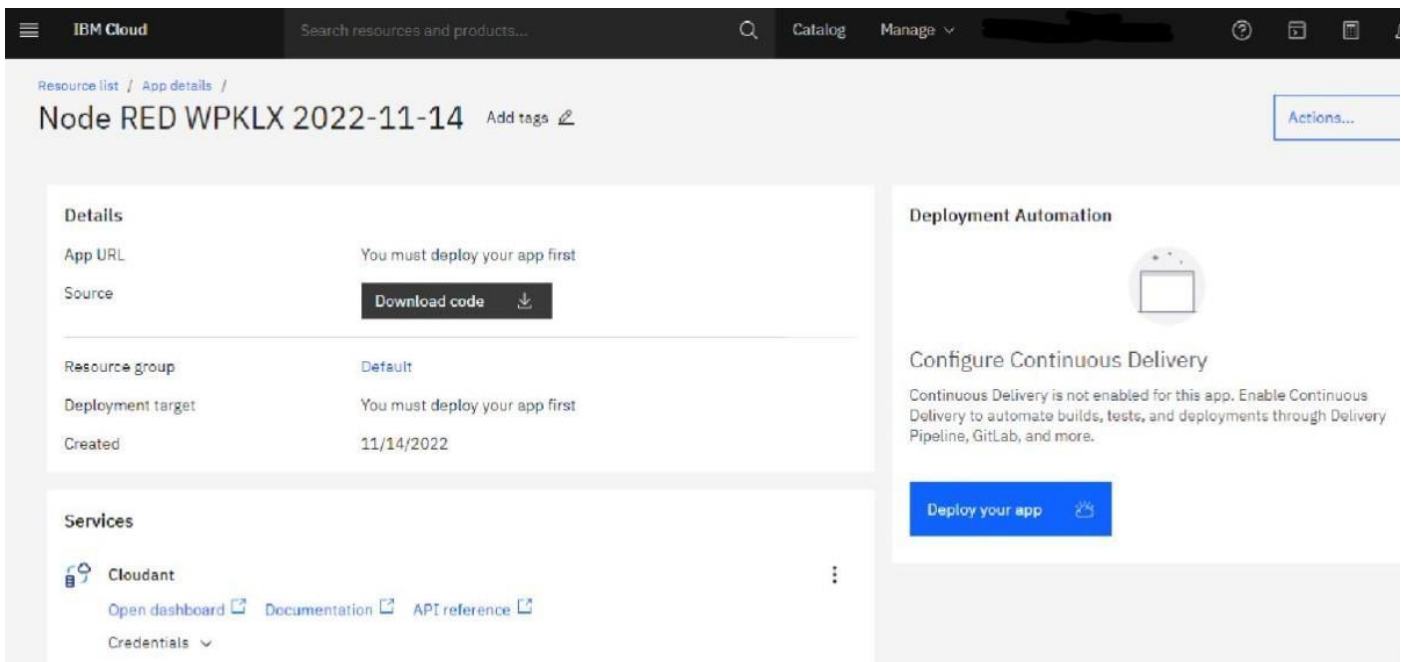 IBM Cloud
Search resources and products...
Catalog
Manage
Resource list / App details /
Node RED WPKLX 2022-11-14
Add tags
Actions...
Details
App URL
You must deploy your app first
Source
Download code
Resource group
Default
Deployment target
You must deploy your app first
Created
11/14/2022
Services
Cloudant
Open dashboard
Documentation
API reference
Credentials
Deployment Automation
Configure Continuous Delivery
Continuous Delivery is not enabled for this app. Enable Continuous
Delivery to automate builds, tests, and deployments through Delivery
Pipeline, GitLab, and more.
Deploy your app